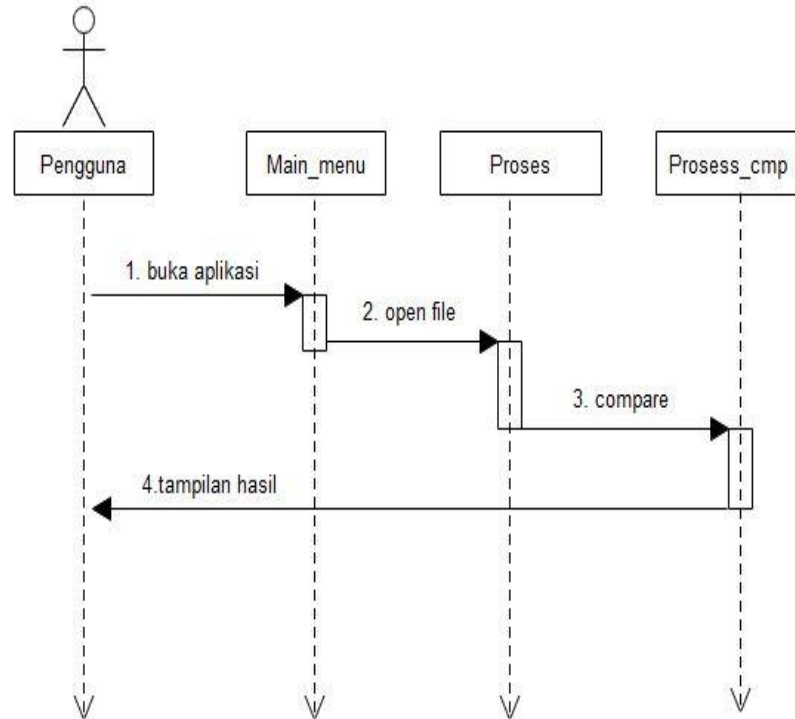 Pengguna
Main_menu
Proses
Prosess_cmp
1. buka aplikasi
2. open file
3. compare
4.tampilan hasil